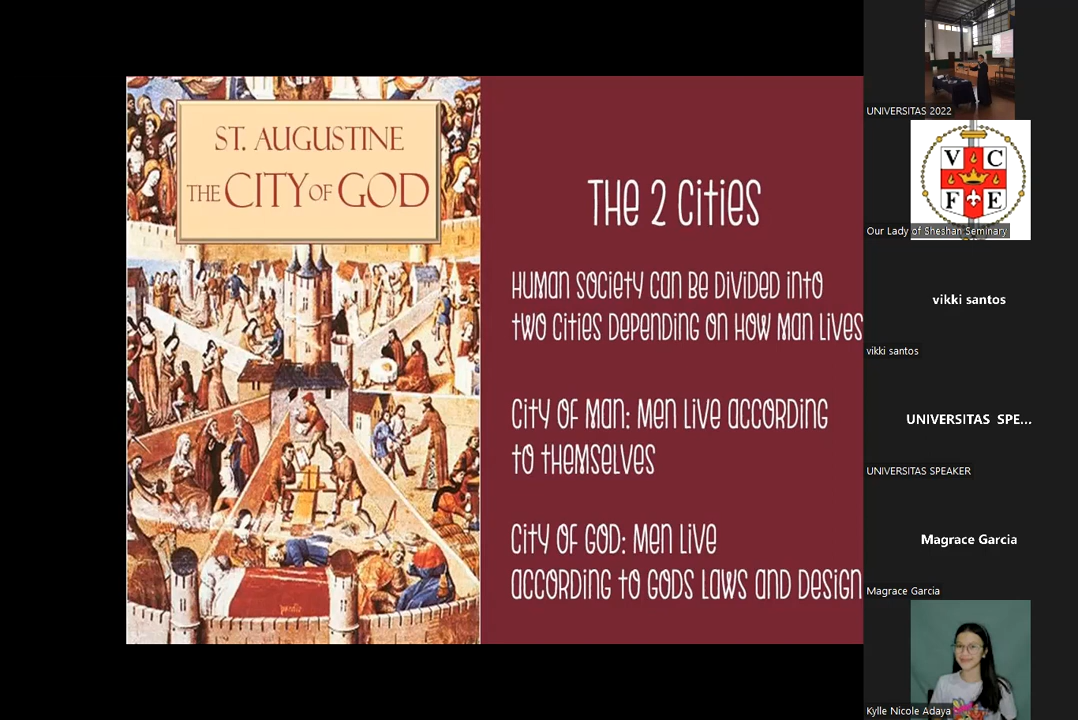 ST. AUGUSTINE
THE CITY OF GOD
THE 2 CITIES
HUMAN SOCIETY CAN BE DIVIDED INTO
TWO CITIES DEPENDING ON HOW MAN LIVES
CITY OF MAN: MEN LIVE ACCORDING
TO THEMSELVES
CITY OF GOD: MEN LIVE
ACCORDING TO GODS LAWS AND DESIGN
UNIVERSITAS 2022
V C
F E
Our Lady of Sheshan Seminary
vikki santos
vikki santos
UNIVERSITAS SPE...
UNIVERSITAS SPEAKER
Magrace Garcia
Magrace Garcia
Kylle Nicole Adaya